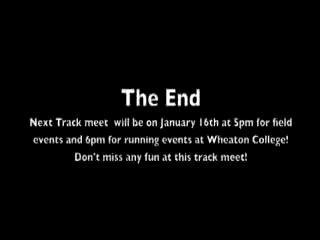 The End
Next Track meet will be on January 16th at 5pm for field
events and 6pm for running events at Wheaton College!
Don't miss any fun at this track meet!